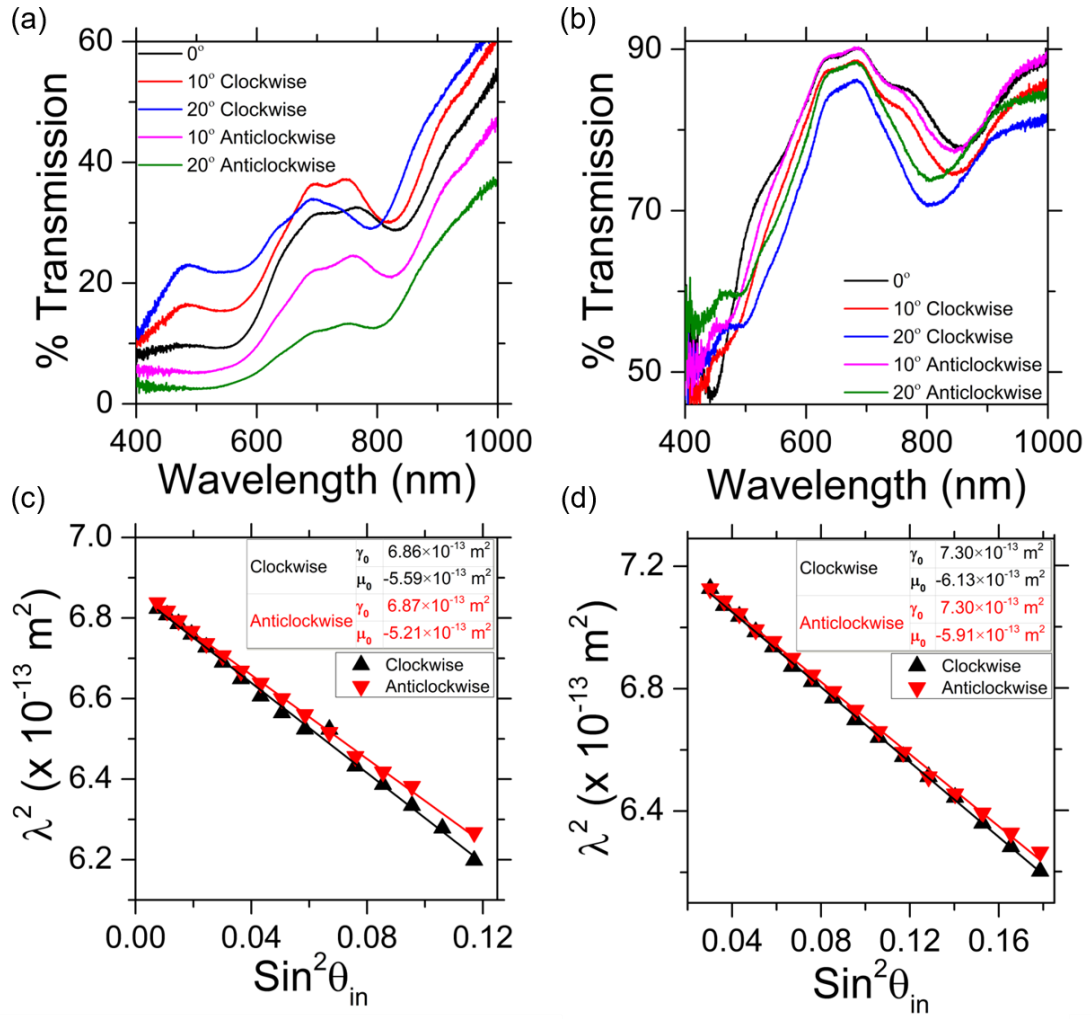 (a)
60
40
20
0
% Transmission
0°
10° Clockwise
20° Clockwise
10° Anticlockwise
20° Anticlockwise
400 600 800 1000
Wavelength (nm)
(b)
90
70
50
% Transmission
0°
10° Clockwise
20° Clockwise
10° Anticlockwise
20° Anticlockwise
400 600 800 1000
Wavelength (nm)
(c)
7.0
6.8
6.6
6.4
6.2
λ² (x 10⁻¹³ m²)
Clockwise γ₀ 6.86×10⁻¹³ m²
μ₀ -5.59×10⁻¹³ m²
Anticlockwise γ₀ 6.87×10⁻¹³ m²
μ₀ -5.21×10⁻¹³ m²
Clockwise
Anticlockwise
0.00 0.04 0.08 0.12
Sin²θin
(d)
7.2
6.8
6.4
λ² (x 10⁻¹³ m²)
Clockwise γ₀ 7.30×10⁻¹³ m²
μ₀ -6.13×10⁻¹³ m²
Anticlockwise γ₀ 7.30×10⁻¹³ m²
μ₀ -5.91×10⁻¹³ m²
Clockwise
Anticlockwise
0.04 0.08 0.12 0.16
Sin²θin